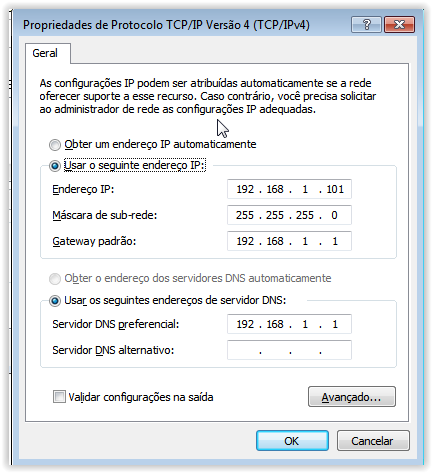 Propriedades de Protocolo TCP/IP Versão 4 (TCP/IPv4)
Geral
As configurações IP podem ser atribuídas automaticamente se a rede
oferecer suporte a esse recurso. Caso contrário, você precisa solicitar
ao administrador de rede as configurações IP adequadas.
Obter um endereço IP automaticamente
Usar o seguinte endereço IP:
Endereço IP: 192 . 168 . 1 . 101
Máscara de sub-rede: 255 . 255 . 255 . 0
Gateway padrão: 192 . 168 . 1 . 1
Obter o endereço dos servidores DNS automaticamente
Usar os seguintes endereços de servidor DNS:
Servidor DNS preferencial: 192 . 168 . 1 . 1
Servidor DNS alternativo: . . .
Validar configurações na saída
Avançado...
OK Cancelar